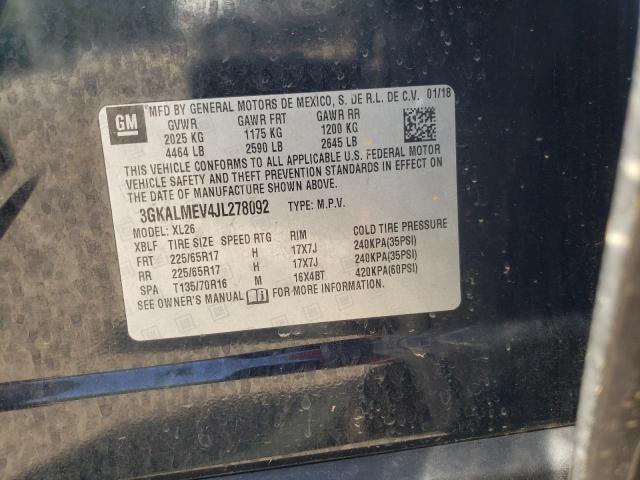 GM
MFD BY GENERAL MOTORS DE MEXICO, S. DE R.L. DE C.V. 01/18
GVWR GAWR FRT GAWR RR
2025 KG 1175 KG 1200 KG
4464 LB 2590 LB 2645 LB
THIS VEHICLE CONFORMS TO ALL APPLICABLE U.S. FEDERAL MOTOR
VEHICLE SAFETY AND THEFT PREVENTION STANDARDS IN EFFECT ON
THE DATE OF MANUFACTURE SHOWN ABOVE.
3GKALMEV4JL278092 TYPE: M.P.V.
MODEL: XL26
XBLF TIRE SIZE SPEED RTG RIM COLD TIRE PRESSURE
FRT 225/65R17 H 17X7J 240KPA(35PSI)
RR 225/65R17 H 17X7J 240KPA(35PSI)
SPA T135/70R16 M 16X4BT 420KPA(60PSI)
SEE OWNER'S MANUAL FOR MORE INFORMATION.